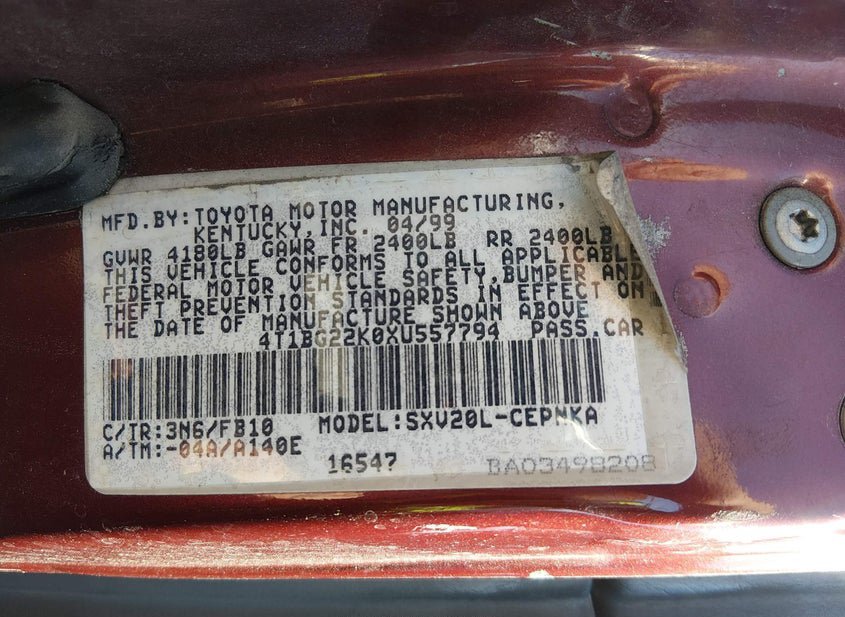 MFD.BY:TOYOTA MOTOR MANUFACTURING,
KENTUCKY,INC. 04/99
GVWR 4180LB GAWR FR 2400LB RR 2400LB
THIS VEHICLE CONFORMS TO ALL APPLICABLE
FEDERAL MOTOR VEHICLE SAFETY,BUMPER AND
THEFT PREVENTION STANDARDS IN EFFECT ON
THE DATE OF MANUFACTURE SHOWN ABOVE
4T1BG22K0XU557794 PASS.CAR
C/TR:3N6/FB10 MODEL:SXV20L-CEPNKA
A/TM:-04A/A140E
16547 BA03498208